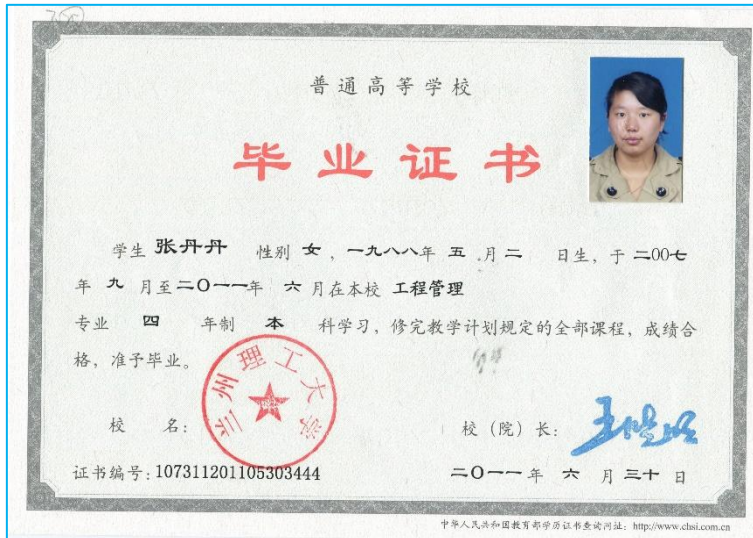 普通高等学校
毕业证书
学生 张丹丹 性别 女，一九八八年 五 月 二 日生，于 二00七
年 九 月至 二0一一年 六 月在本校 工程管理
专业 四 年制 本 科学习，修完教学计划规定的全部课程，成绩合
格，准予毕业。
兰州理工大学
校 名：
校（院）长：
证书编号：107311201105303444
二0一一 年 六 月 三十 日
中华人民共和国教育部学历证书查询网址：http://www.chsi.com.cn